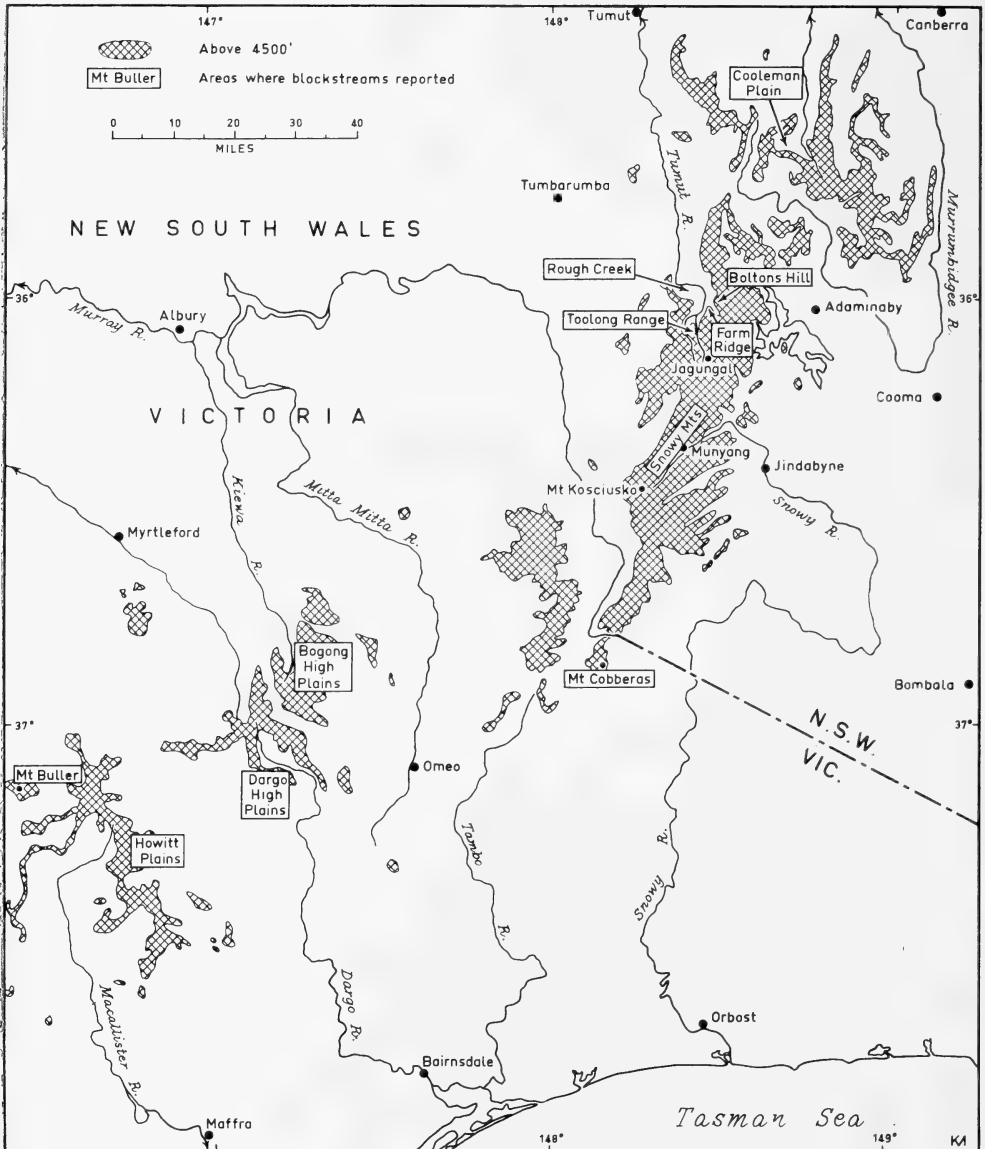 147°
148°
Tumut
Canberra
Above 4500'
Mt Buller
Areas where blockstreams reported
0 10 20 30 40
MILES
Cooleman
Plain
Tumut R.
Tumbarumba
Murrumbidgee R.
NEW SOUTH WALES
Rough Creek
Boltons Hill
36°
36°
Murray R.
Albury
Toolong Range
Farm
Ridge
Adaminaby
Jagungal
VICTORIA
Cooma
Snowy Mts
Munyang
Jindabyne
Mt Kosciusko
Snowy R.
Kiewa R.
Mitta Mitta R.
Myrtleford
Bogong
High
Plains
Mt Cobberas
Bombala
37°
37°
N.S.W.
VIC.
Mt Buller
Dargo
High
Plains
Omeo
Howitt
Plains
Tambo R.
Snowy R.
Macallister R.
Dargo R.
Orbost
Bairnsdale
Maffra
Tasman Sea
148°
149°